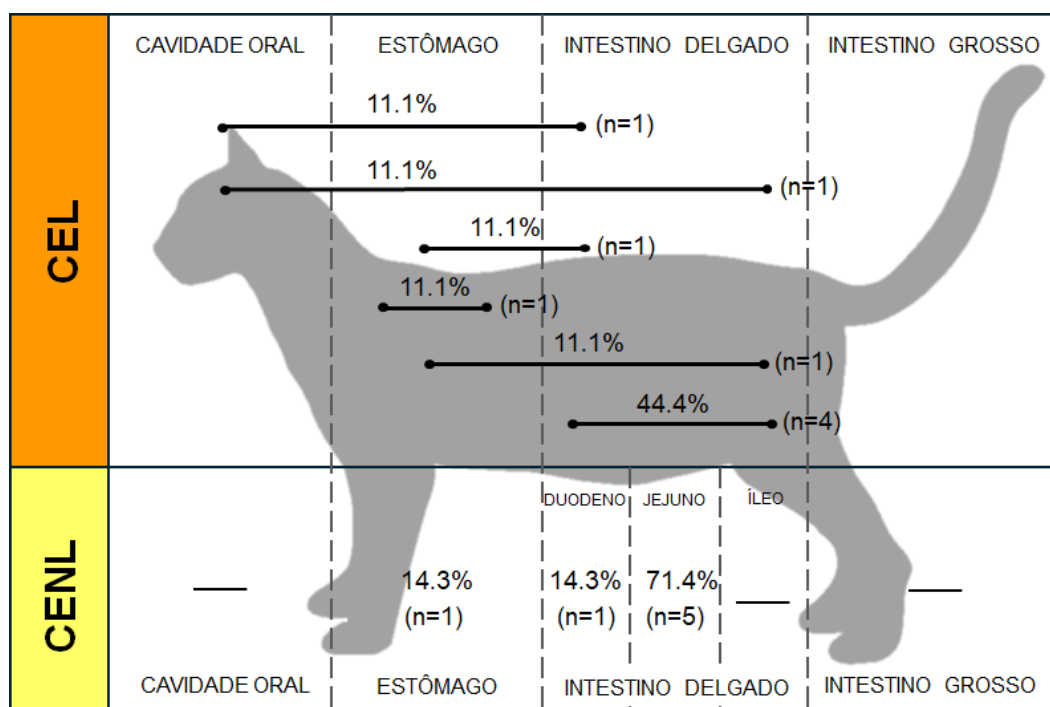 CAVIDADE ORAL ESTÔMAGO INTESTINO DELGADO INTESTINO GROSSO
CEL
11.1% (n=1)
11.1% (n=1)
11.1% (n=1)
11.1% (n=1)
11.1% (n=1)
44.4% (n=4)
CENL
DUODENO JEJUNO ÍLEO
14.3% 14.3% 71.4%
(n=1) (n=1) (n=5)
CAVIDADE ORAL ESTÔMAGO INTESTINO DELGADO INTESTINO GROSSO